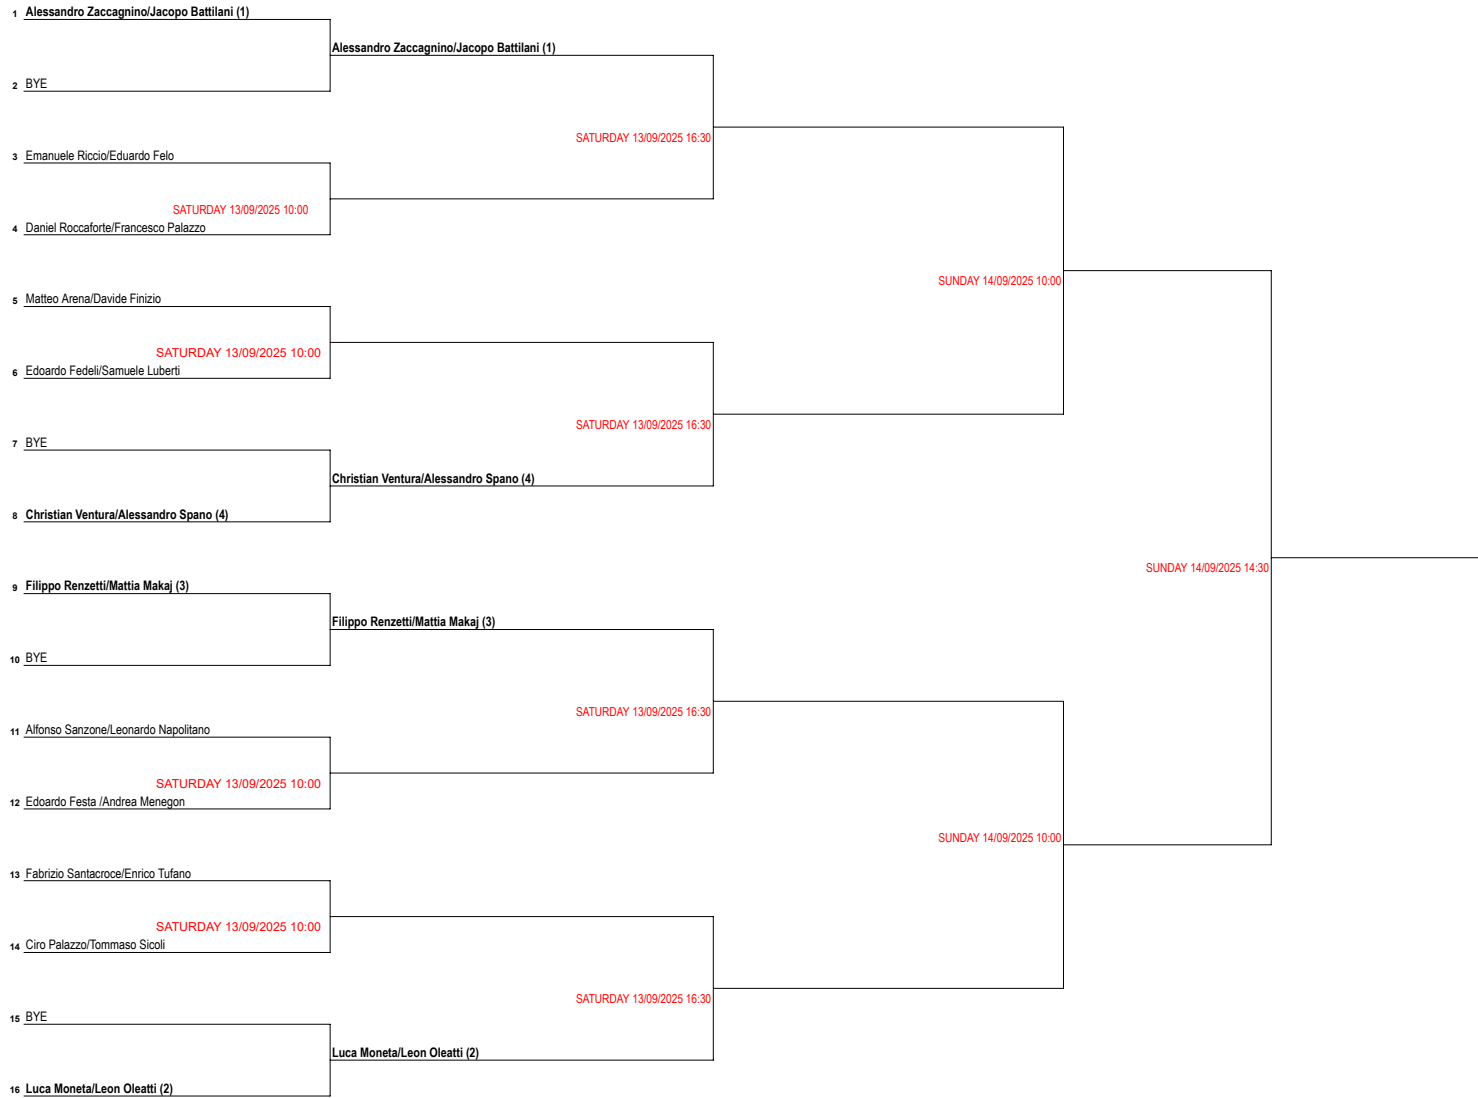 1 Alessandro Zaccagnino/Jacopo Battilani (1)
Alessandro Zaccagnino/Jacopo Battilani (1)
2 BYE
SATURDAY 13/09/2025 16:30
3 Emanuele Riccio/Eduardo Felo
SATURDAY 13/09/2025 10:00
4 Daniel Roccaforte/Francesco Palazzo
SUNDAY 14/09/2025 10:00
5 Matteo Arena/Davide Finizio
SATURDAY 13/09/2025 10:00
6 Edoardo Fedeli/Samuele Luberti
SATURDAY 13/09/2025 16:30
7 BYE
Christian Ventura/Alessandro Spano (4)
8 Christian Ventura/Alessandro Spano (4)
SUNDAY 14/09/2025 14:30
9 Filippo Renzetti/Mattia Makaj (3)
Filippo Renzetti/Mattia Makaj (3)
10 BYE
SATURDAY 13/09/2025 16:30
11 Alfonso Sanzone/Leonardo Napolitano
SATURDAY 13/09/2025 10:00
12 Edoardo Festa /Andrea Menegon
SUNDAY 14/09/2025 10:00
13 Fabrizio Santacroce/Enrico Tufano
SATURDAY 13/09/2025 10:00
14 Ciro Palazzo/Tommaso Sicoli
SATURDAY 13/09/2025 16:30
15 BYE
Luca Moneta/Leon Oleatti (2)
16 Luca Moneta/Leon Oleatti (2)